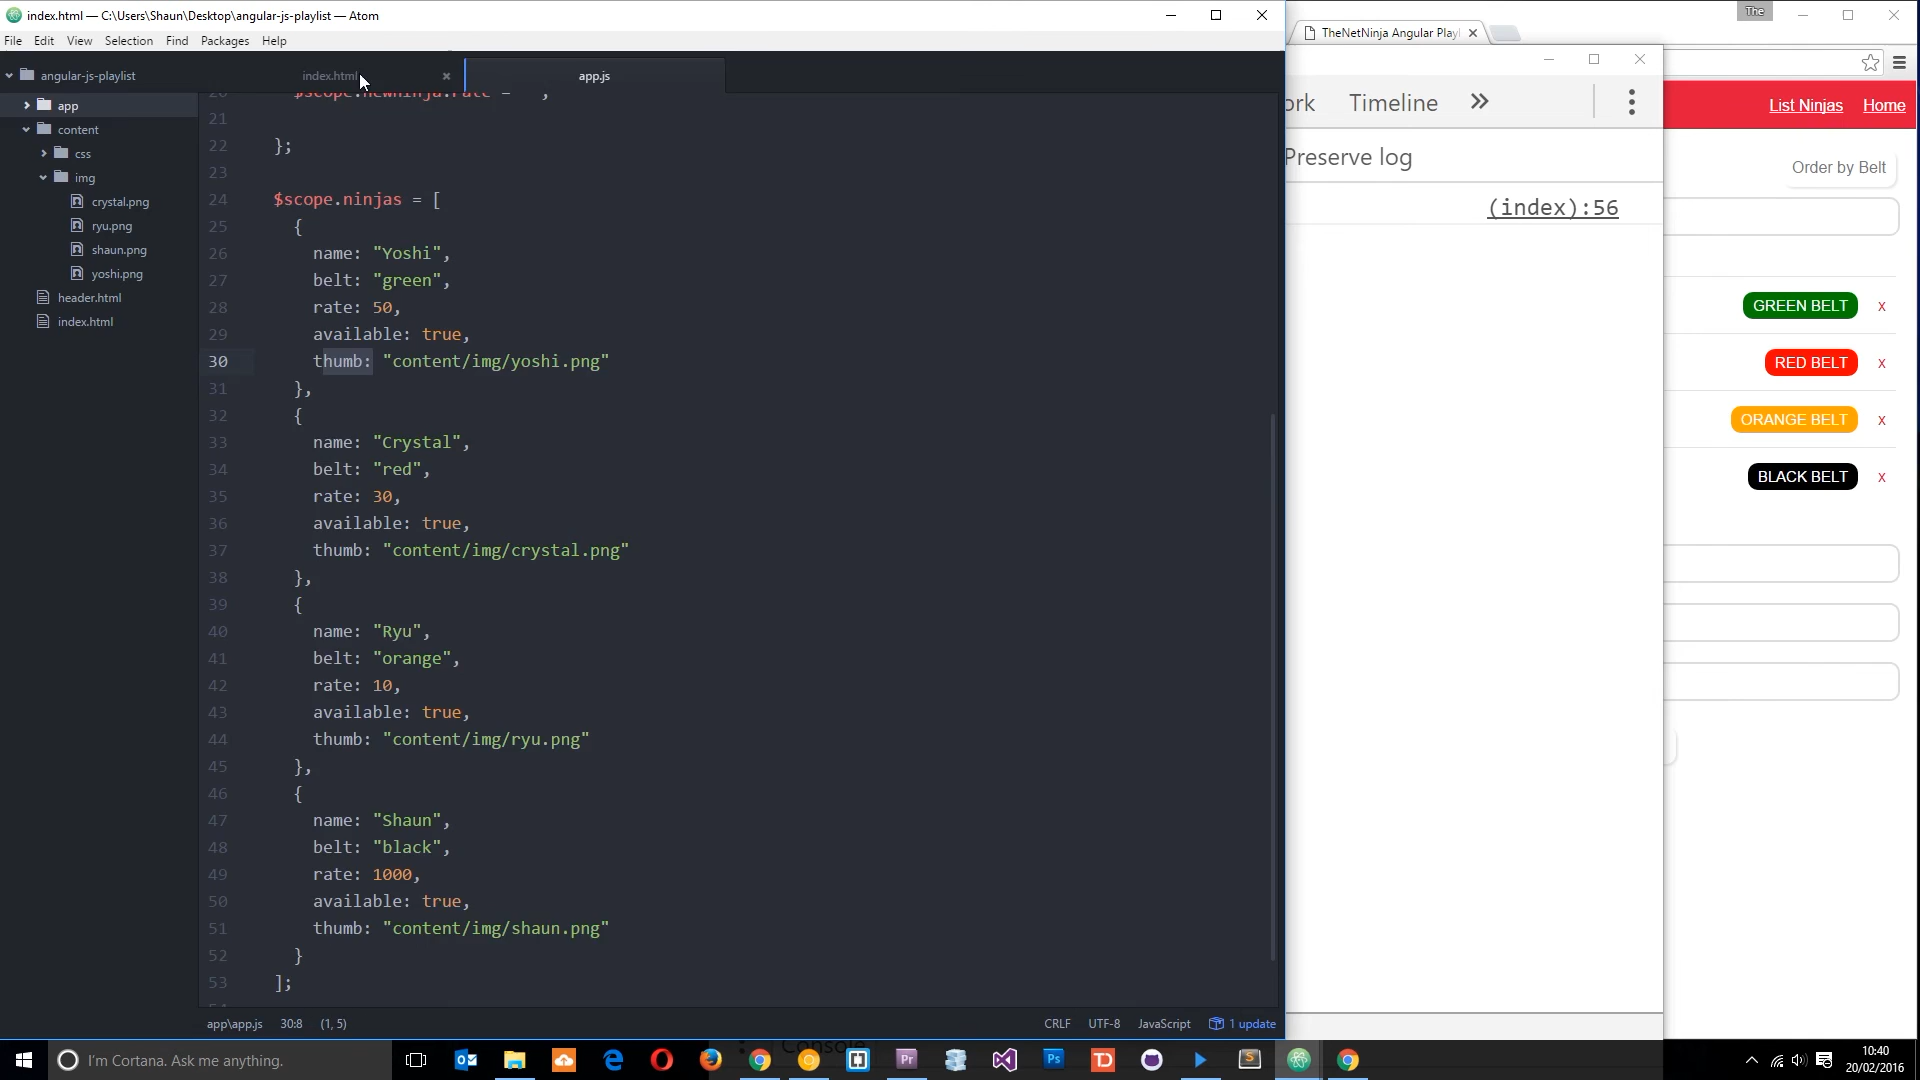 index.html — C:\Users\Shaun\Desktop\angular-js-playlist — Atom
File Edit View Selection Find Packages Help
angular-js-playlist
app
content
css
img
crystal.png
ryu.png
shaun.png
yoshi.png
header.html
index.html
index.html
app.js
20 $scope.newninja.rate = "";
21
22 };
23
24 $scope.ninjas = [
25 {
26 name: "Yoshi",
27 belt: "green",
28 rate: 50,
29 available: true,
30 thumb: "content/img/yoshi.png"
31 },
32 {
33 name: "Crystal",
34 belt: "red",
35 rate: 30,
36 available: true,
37 thumb: "content/img/crystal.png"
38 },
39 {
40 name: "Ryu",
41 belt: "orange",
42 rate: 10,
43 available: true,
44 thumb: "content/img/ryu.png"
45 },
46 {
47 name: "Shaun",
48 belt: "black",
49 rate: 1000,
50 available: true,
51 thumb: "content/img/shaun.png"
52 }
53 ];
app\app.js 30:8 (1, 5)
CRLF UTF-8 JavaScript 1 update
The
TheNetNinja Angular Playl
ork Timeline
Preserve log
(index):56
List Ninjas Home
Order by Belt
GREEN BELT x
RED BELT x
ORANGE BELT x
BLACK BELT x
Console
I'm Cortana. Ask me anything.
10:40
20/02/2016